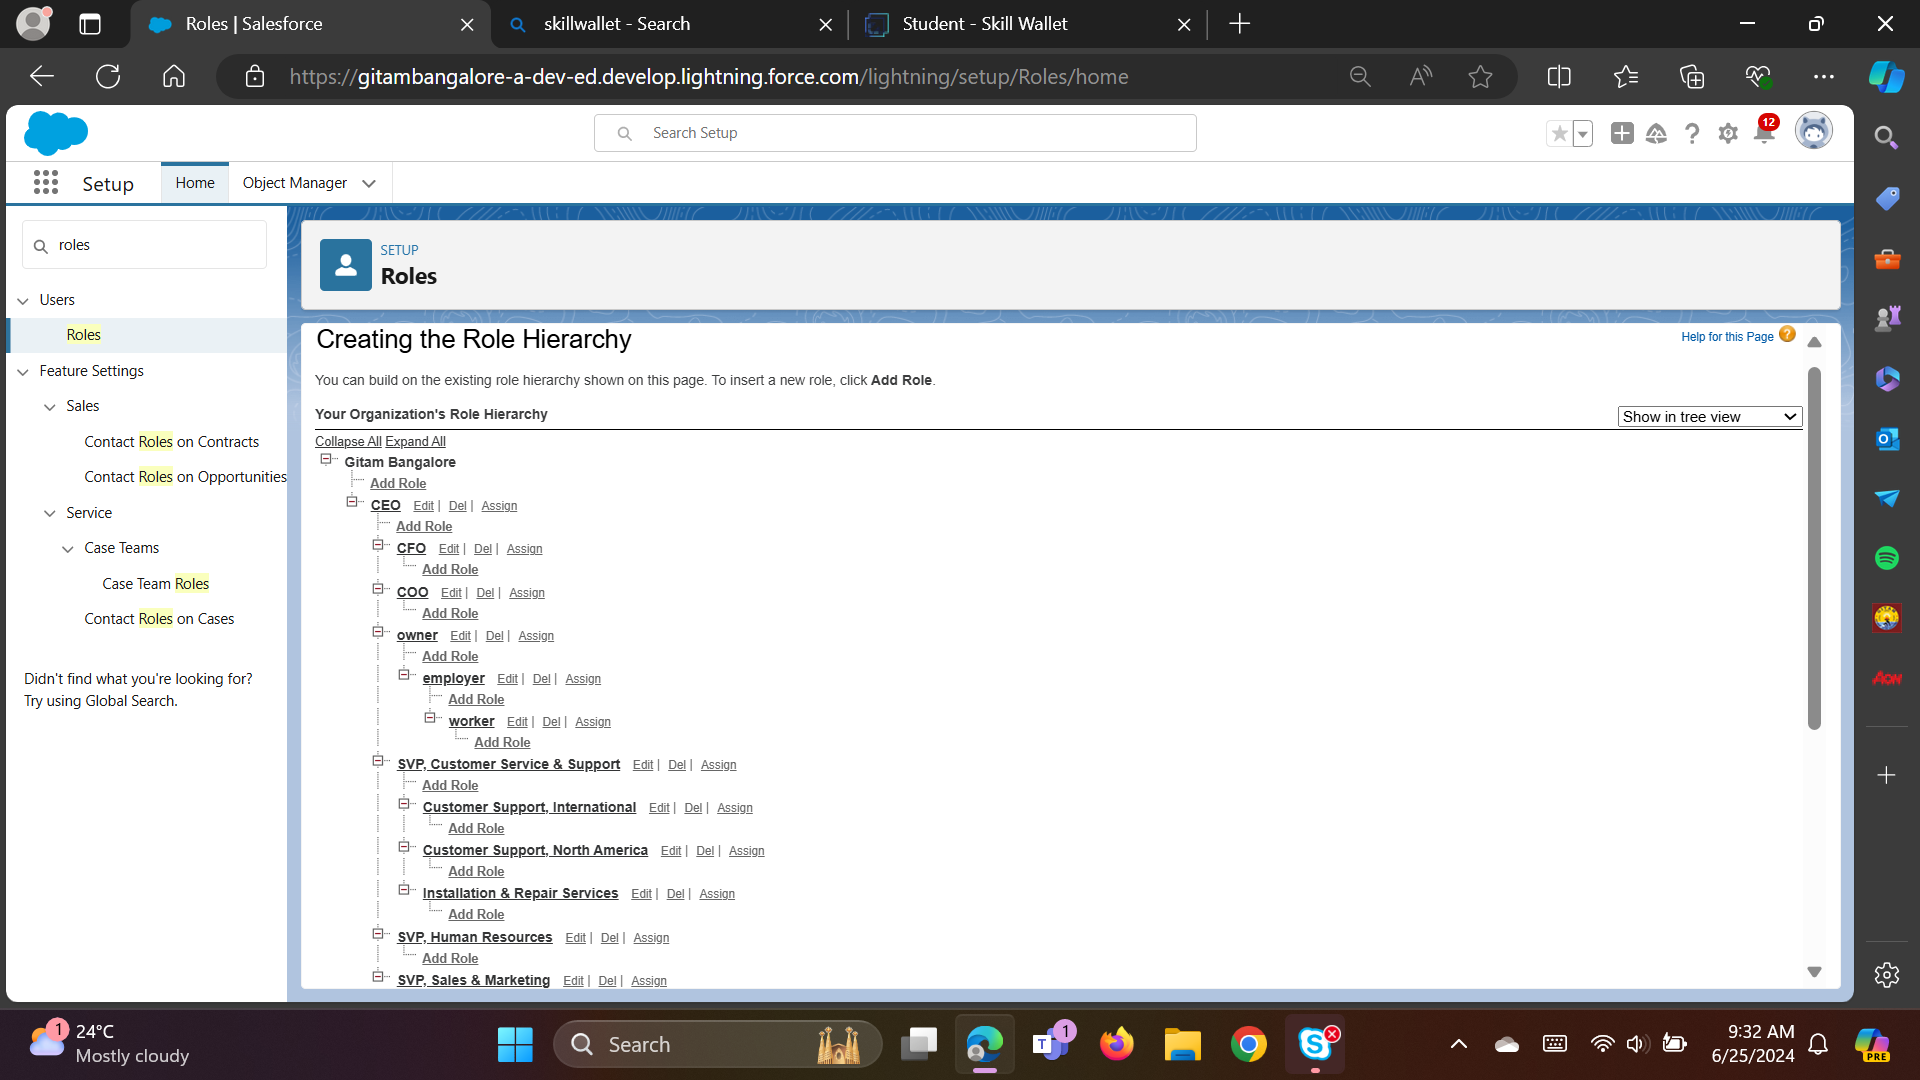 Roles | Salesforce
skillwallet - Search
Student - Skill Wallet
https://gitambangalore-a-dev-ed.develop.lightning.force.com/lightning/setup/Roles/home
Search Setup
12
Setup
Home
Object Manager
roles
Users
Roles
Feature Settings
Sales
Contact Roles on Contracts
Contact Roles on Opportunities
Service
Case Teams
Case Team Roles
Contact Roles on Cases
Didn't find what you're looking for?
Try using Global Search.
SETUP
Roles
Creating the Role Hierarchy
Help for this Page
You can build on the existing role hierarchy shown on this page. To insert a new role, click Add Role.
Your Organization's Role Hierarchy
Show in tree view
Collapse All Expand All
Gitam Bangalore
Add Role
CEO Edit | Del | Assign
Add Role
CFO Edit | Del | Assign
Add Role
COO Edit | Del | Assign
Add Role
owner Edit | Del | Assign
Add Role
employer Edit | Del | Assign
Add Role
worker Edit | Del | Assign
Add Role
SVP, Customer Service & Support Edit | Del | Assign
Add Role
Customer Support, International Edit | Del | Assign
Add Role
Customer Support, North America Edit | Del | Assign
Add Role
Installation & Repair Services Edit | Del | Assign
Add Role
SVP, Human Resources Edit | Del | Assign
Add Role
SVP, Sales & Marketing Edit | Del | Assign
AON
1
24°C
Mostly cloudy
Search
1
9:32 AM
6/25/2024
PRE